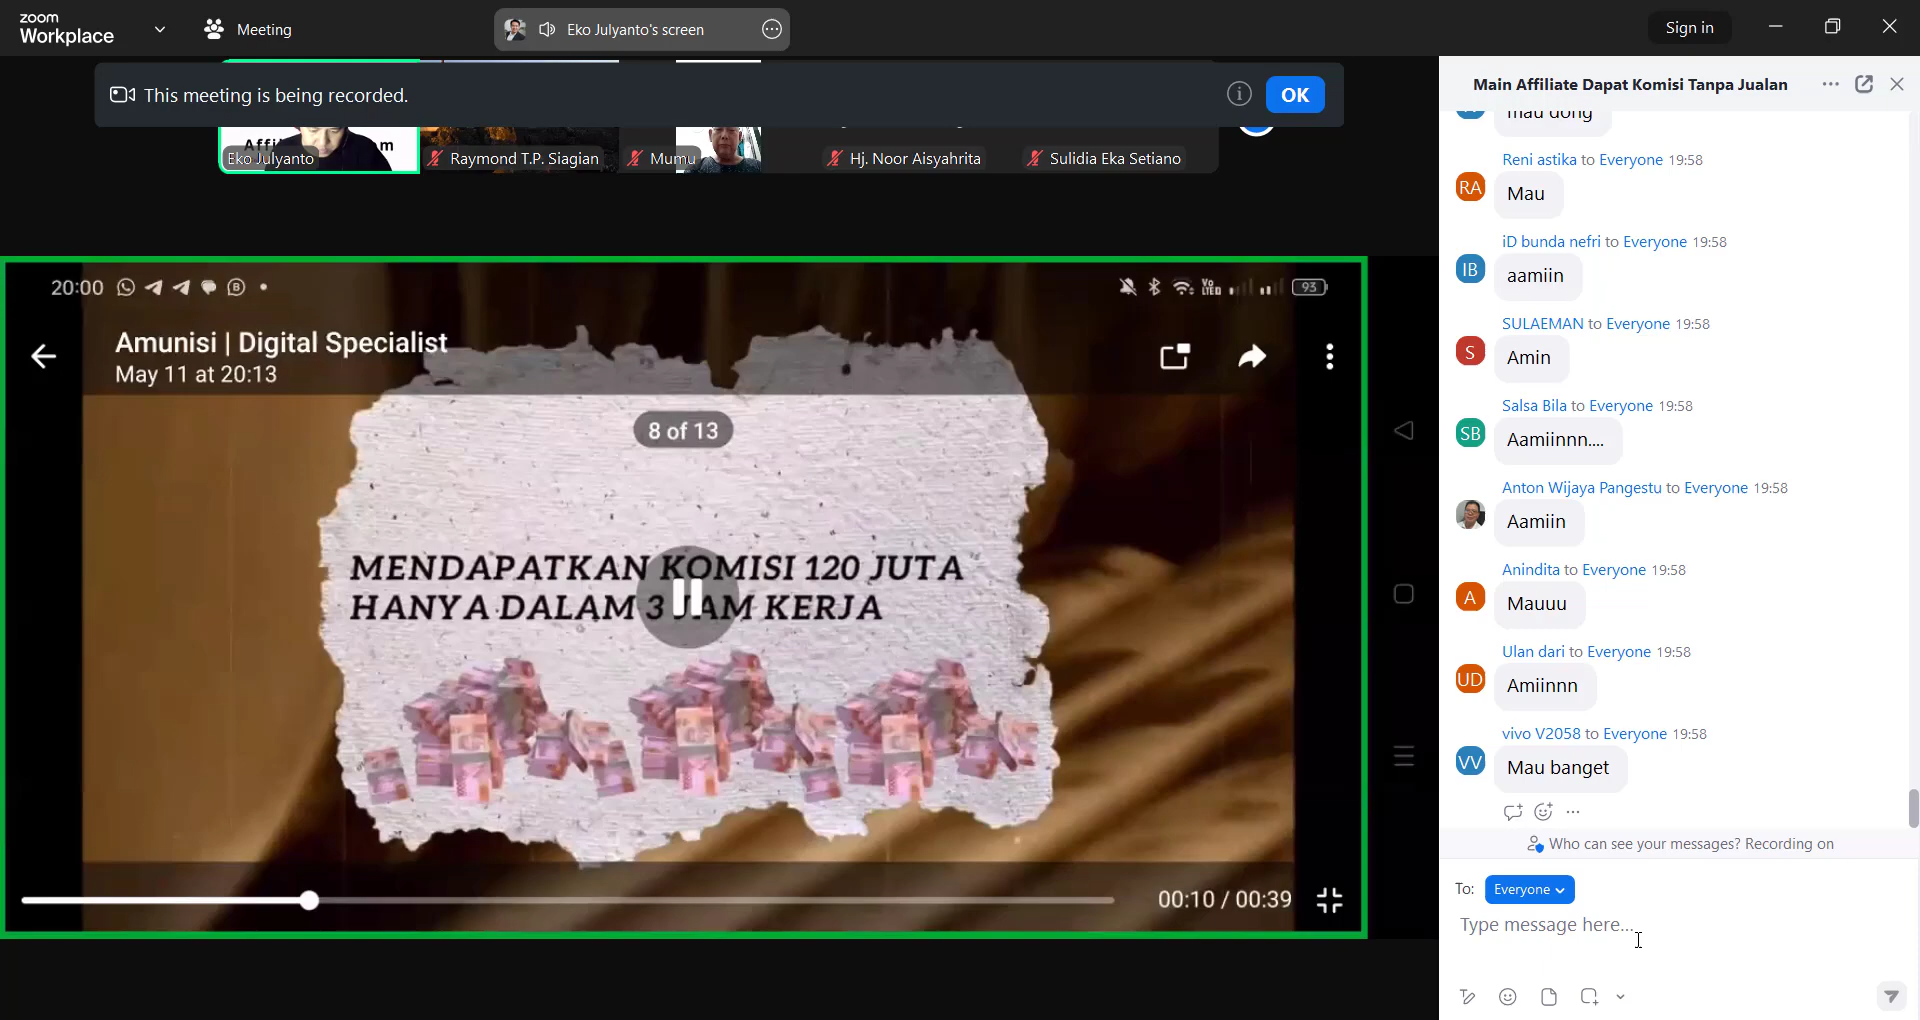 zoom
Workplace
Meeting
Eko Julyanto's screen
Sign in
This meeting is being recorded.
OK
Eko Julyanto
Raymond T.P. Siagian
Mumu
Hj. Noor Aisyahrita
Sulidia Eka Setiano
20:00
93
Amunisi | Digital Specialist
May 11 at 20:13
8 of 13
MENDAPATKAN KOMISI 120 JUTA
HANYA DALAM 3 JAM KERJA
00:10 / 00:39
Main Affiliate Dapat Komisi Tanpa Jualan
mau dong
Reni astika to Everyone 19:58
RA
Mau
iD bunda nefri to Everyone 19:58
IB
aamiin
SULAEMAN to Everyone 19:58
S
Amin
Salsa Bila to Everyone 19:58
SB
Aamiinnn....
Anton Wijaya Pangestu to Everyone 19:58
Aamiin
Anindita to Everyone 19:58
A
Mauuu
Ulan dari to Everyone 19:58
UD
Amiinnn
vivo V2058 to Everyone 19:58
VV
Mau banget
Who can see your messages? Recording on
To: Everyone
Type message here...